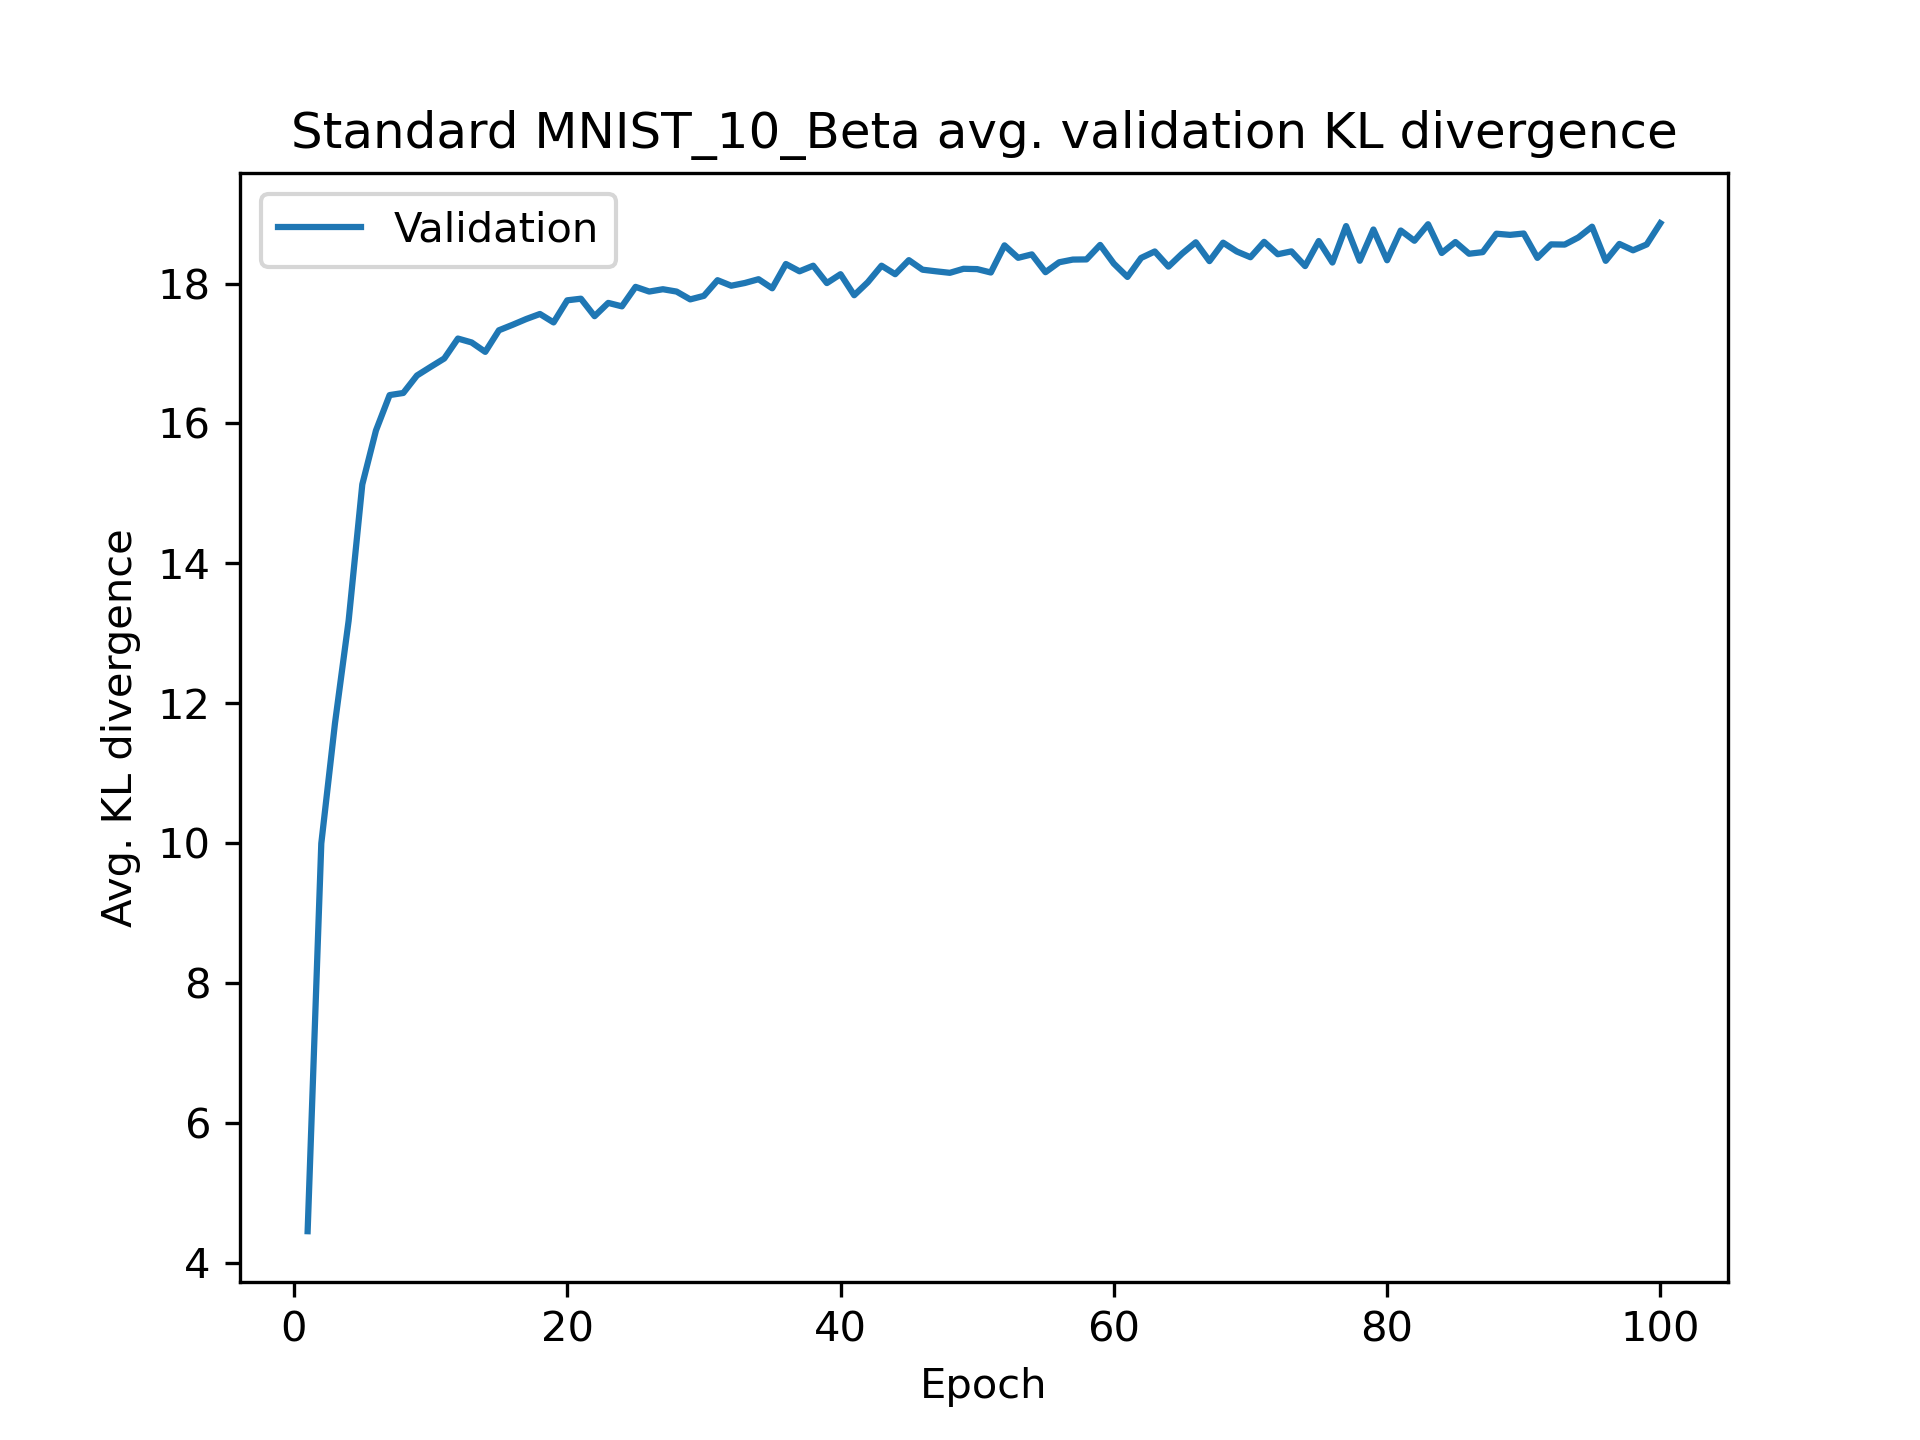 Standard MNIST_10_Beta avg. validation KL divergence
Validation
Avg. KL divergence
18
16
14
12
10
8
6
4
0 20 40 60 80 100
Epoch